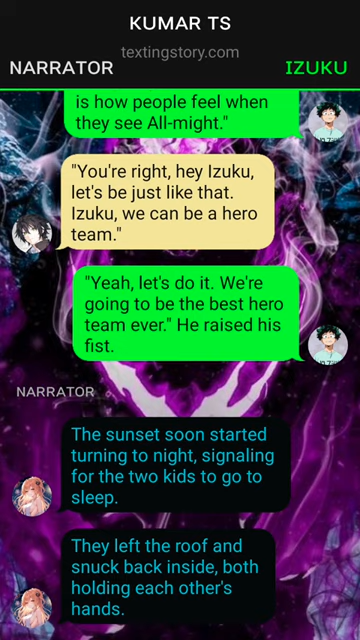 KUMAR TS
textingstory.com
NARRATOR
IZUKU
is how people feel when
they see All-might."
"You're right, hey Izuku,
let's be just like that.
Izuku, we can be a hero
team."
"Yeah, let's do it. We're
going to be the best hero
team ever." He raised his
fist.
NARRATOR
The sunset soon started
turning to night, signaling
for the two kids to go to
sleep.
They left the roof and
snuck back inside, both
holding each other's
hands.